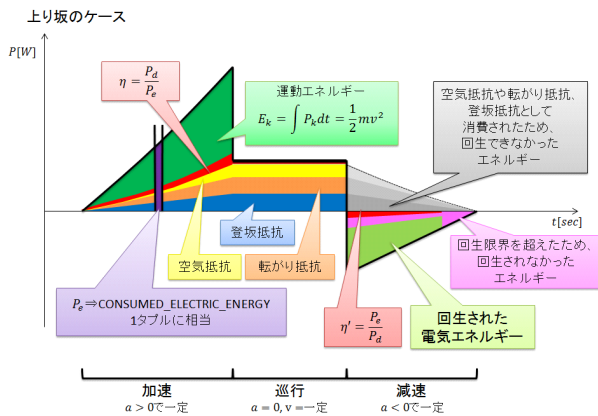 上り坂のケース
P[W]
η = P_d / P_e
運動エネルギー
E_k = ∫ P_k dt = 1/2 mv²
空気抵抗や転がり抵抗、
登坂抵抗として
消費されたため、
回生できなかった
エネルギー
t[sec]
登坂抵抗
空気抵抗
転がり抵抗
回生限界を超えたため、
回生されなかった
エネルギー
P_e⇒CONSUMED_ELECTRIC_ENERGY
1タプルに相当
η' = P_e / P_d
回生された
電気エネルギー
加速
a > 0で一定
巡行
a = 0, v =一定
減速
a < 0で一定